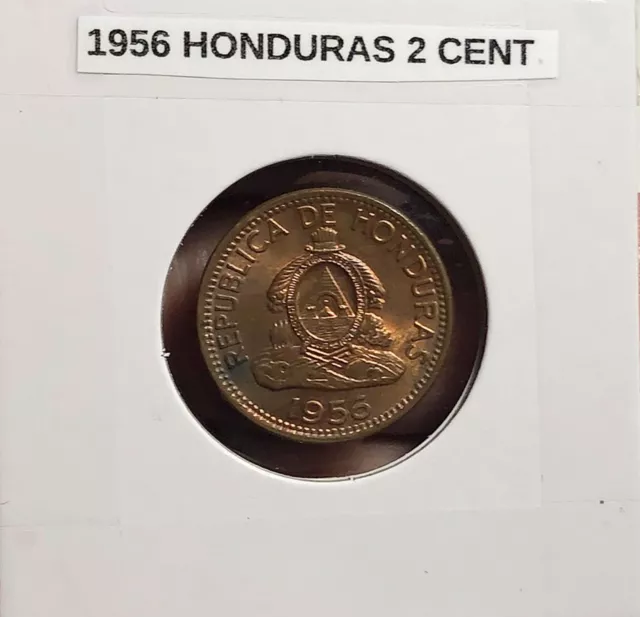 1956 HONDURAS 2 CENT.
REPUBLICA DE HONDURAS
1956